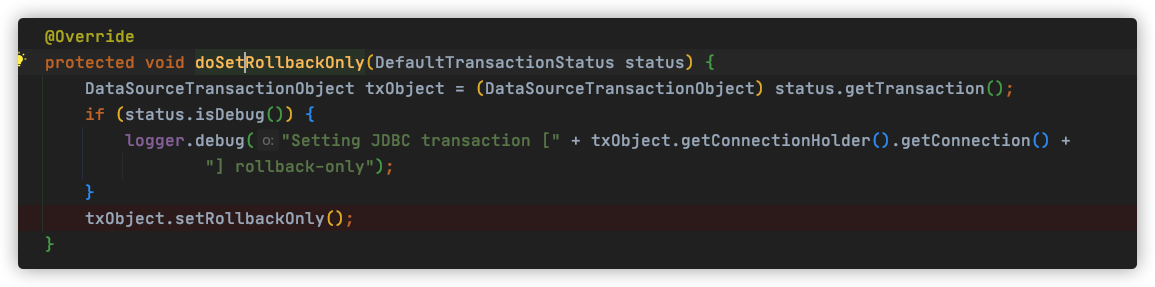 @Override
protected void doSetRollbackOnly(DefaultTransactionStatus status) {
    DataSourceTransactionObject txObject = (DataSourceTransactionObject) status.getTransaction();
    if (status.isDebug()) {
        logger.debug( o: "Setting JDBC transaction [" + txObject.getConnectionHolder().getConnection() +
                "] rollback-only");
    }
    txObject.setRollbackOnly();
}